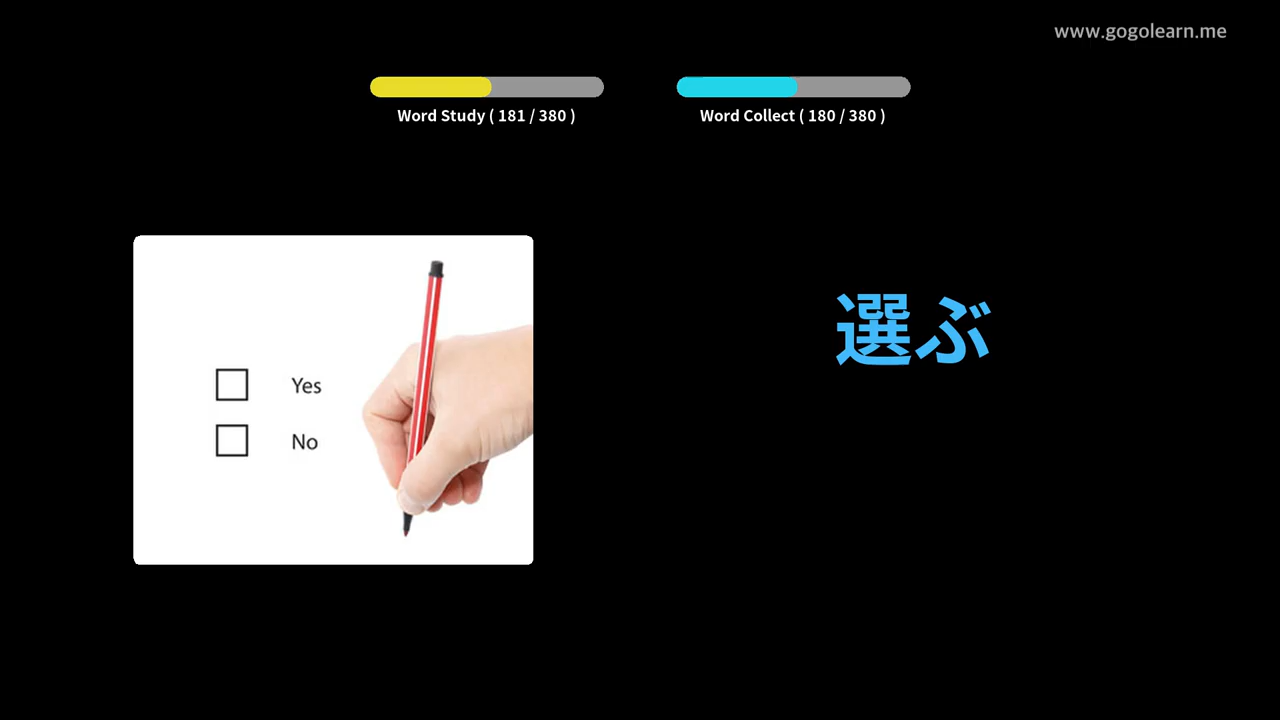 www.gogolearn.me
Word Study ( 181 / 380 )
Word Collect ( 180 / 380 )
Yes
No
選ぶ